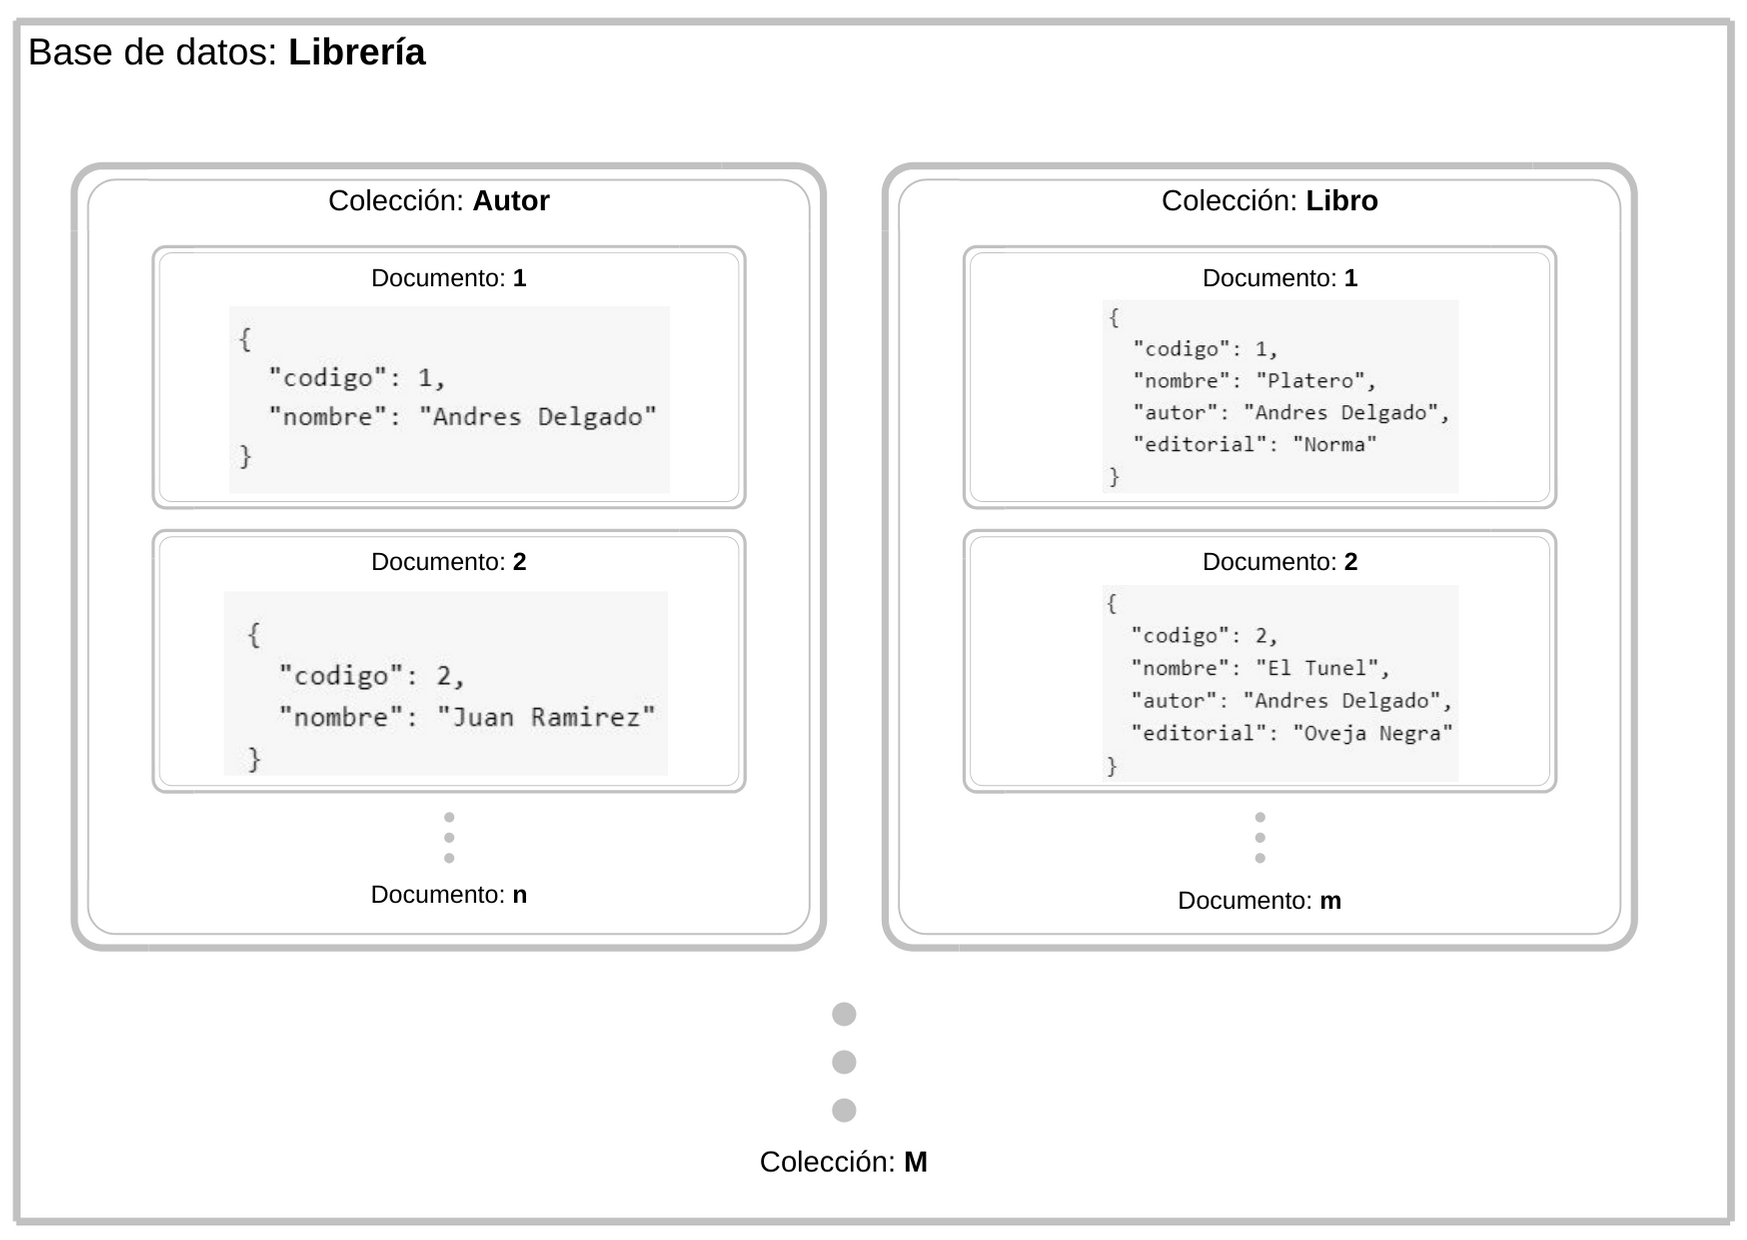 Base de datos: Librería
Colección: Autor
Documento: 1
{
"codigo": 1,
"nombre": "Andres Delgado"
}
Documento: 2
{
"codigo": 2,
"nombre": "Juan Ramirez"
}
Documento: n
Colección: Libro
Documento: 1
{
"codigo": 1,
"nombre": "Platero",
"autor": "Andres Delgado",
"editorial": "Norma"
}
Documento: 2
{
"codigo": 2,
"nombre": "El Tunel",
"autor": "Andres Delgado",
"editorial": "Oveja Negra"
}
Documento: m
Colección: M